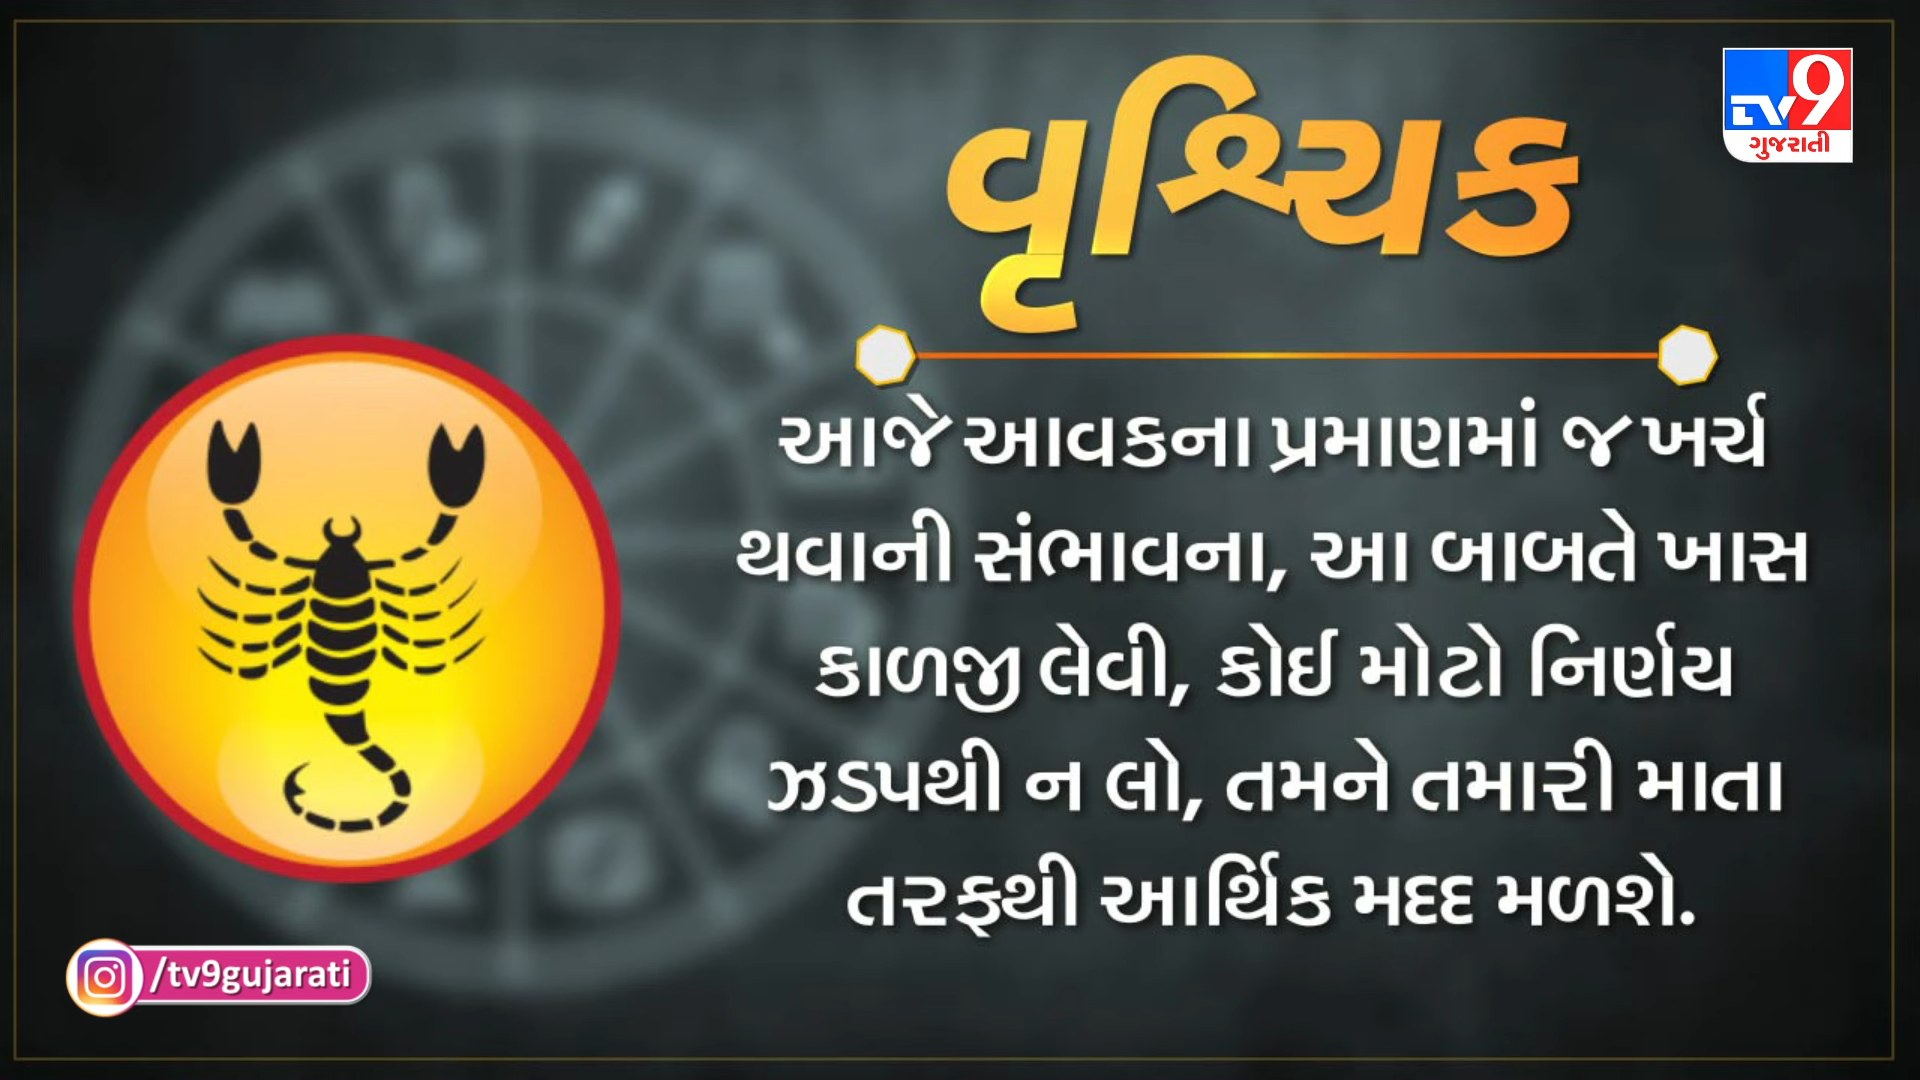 TV9
ગુજરાતી
વૃશ્ચિક
આજે આવકના પ્રમાણમાં જ ખર્ચ
થવાની સંભાવના, આ બાબતે ખાસ
કાળજી લેવી, કોઈ મોટો નિર્ણય
ઝડપથી ન લો, તમને તમારી માતા
તરફથી આર્થિક મદદ મળશે.
/tv9gujarati